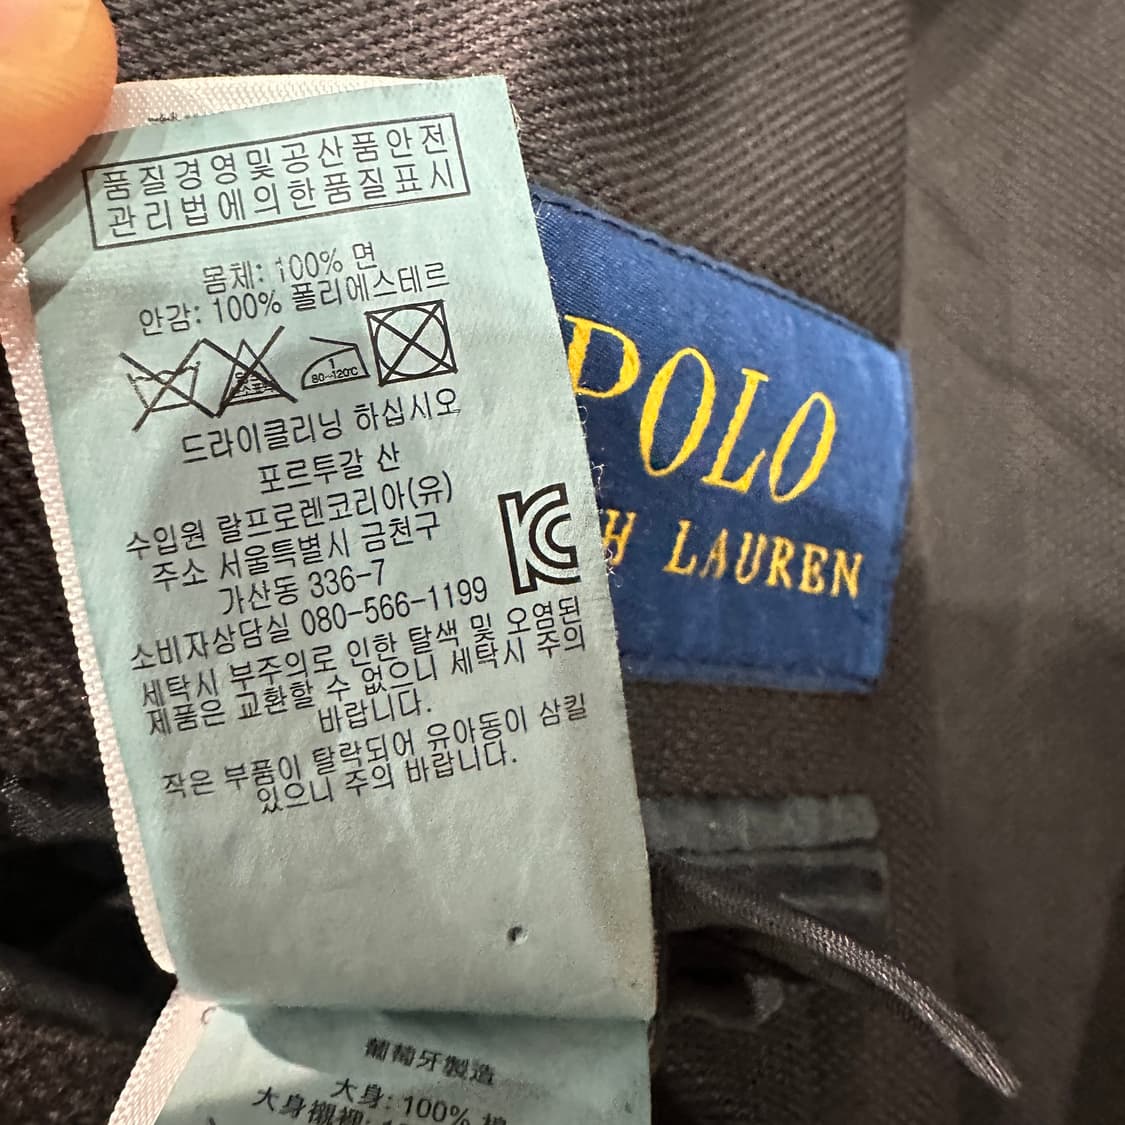 품질경영및공산품안전
관리법에의한품질표시
몸체: 100% 면
안감: 100% 폴리에스테르
1
80~120℃
드라이클리닝 하십시오
포르투갈 산
수입원 랄프로렌코리아(유)
주소 서울특별시 금천구
가산동 336-7
소비자상담실 080-566-1199
세탁시 부주의로 인한 탈색 및 오염된
제품은 교환할 수 없으니 세탁시 주의
바랍니다.
작은 부품이 탈락되어 유아동이 삼킬
있으니 주의 바랍니다.
葡萄牙製造
大身: 100%
大身襯裡:
POLO
LAUREN